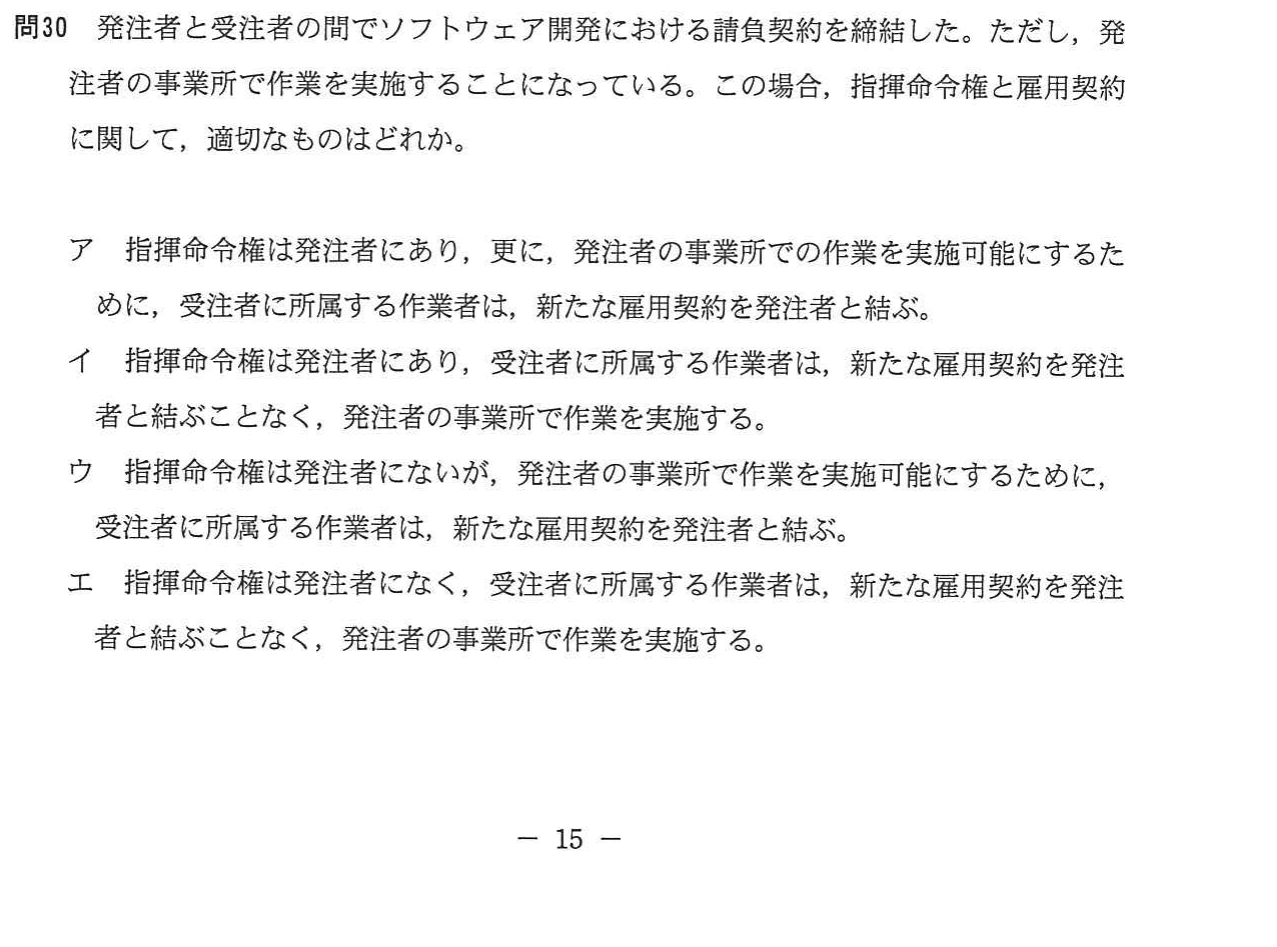 問30 発注者と受注者の間でソフトウェア開発における請負契約を締結した。ただし，発
注者の事業所で作業を実施することになっている。この場合，指揮命令権と雇用契約
に関して，適切なものはどれか。
ア 指揮命令権は発注者にあり，更に，発注者の事業所での作業を実施可能にするた
めに，受注者に所属する作業者は，新たな雇用契約を発注者と結ぶ。
イ 指揮命令権は発注者にあり，受注者に所属する作業者は，新たな雇用契約を発注
者と結ぶことなく，発注者の事業所で作業を実施する。
ウ 指揮命令権は発注者にないが，発注者の事業所で作業を実施可能にするために，
受注者に所属する作業者は，新たな雇用契約を発注者と結ぶ。
エ 指揮命令権は発注者になく，受注者に所属する作業者は，新たな雇用契約を発注
者と結ぶことなく，発注者の事業所で作業を実施する。
－ 15 －